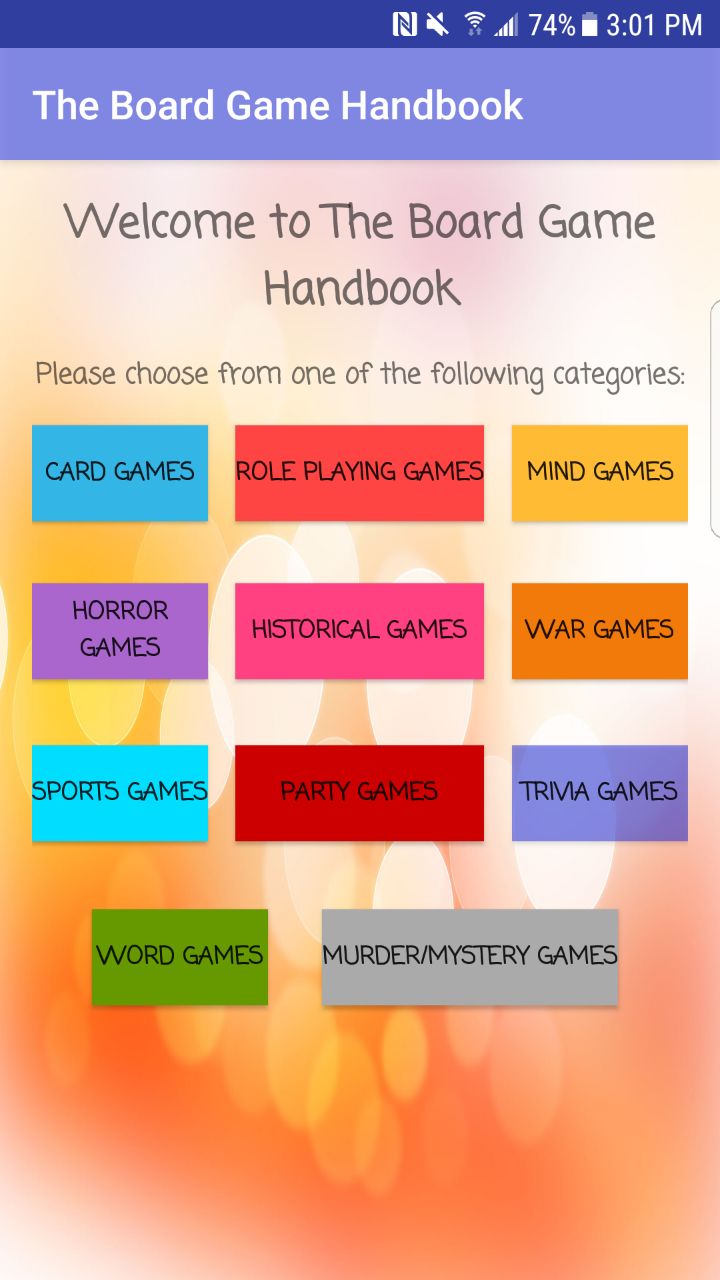 74% 3:01 PM
The Board Game Handbook
Welcome to The Board Game
Handbook
Please choose from one of the following categories:
CARD GAMES
ROLE PLAYING GAMES
MIND GAMES
HORROR
GAMES
HISTORICAL GAMES
WAR GAMES
SPORTS GAMES
PARTY GAMES
TRIVIA GAMES
WORD GAMES
MURDER/MYSTERY GAMES